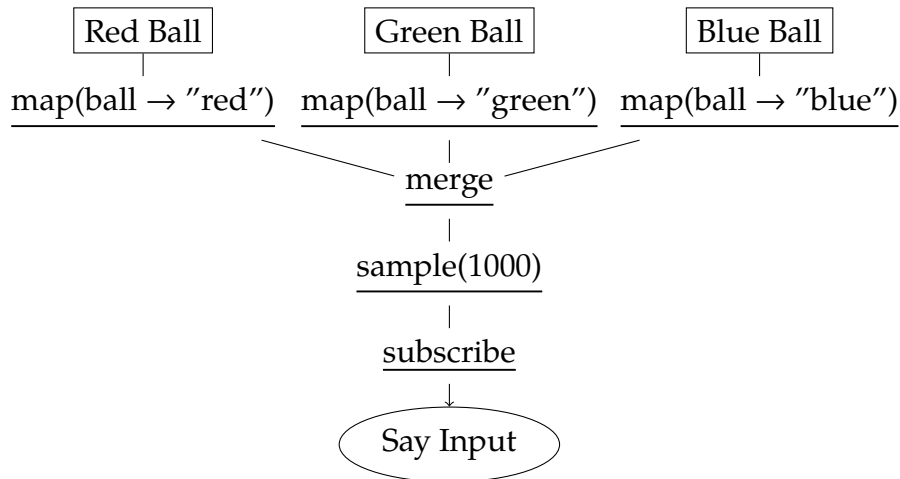 Red Ball Green Ball Blue Ball
map(ball → ”red”) map(ball → ”green”) map(ball → ”blue”)
merge
sample(1000)
subscribe
Say Input